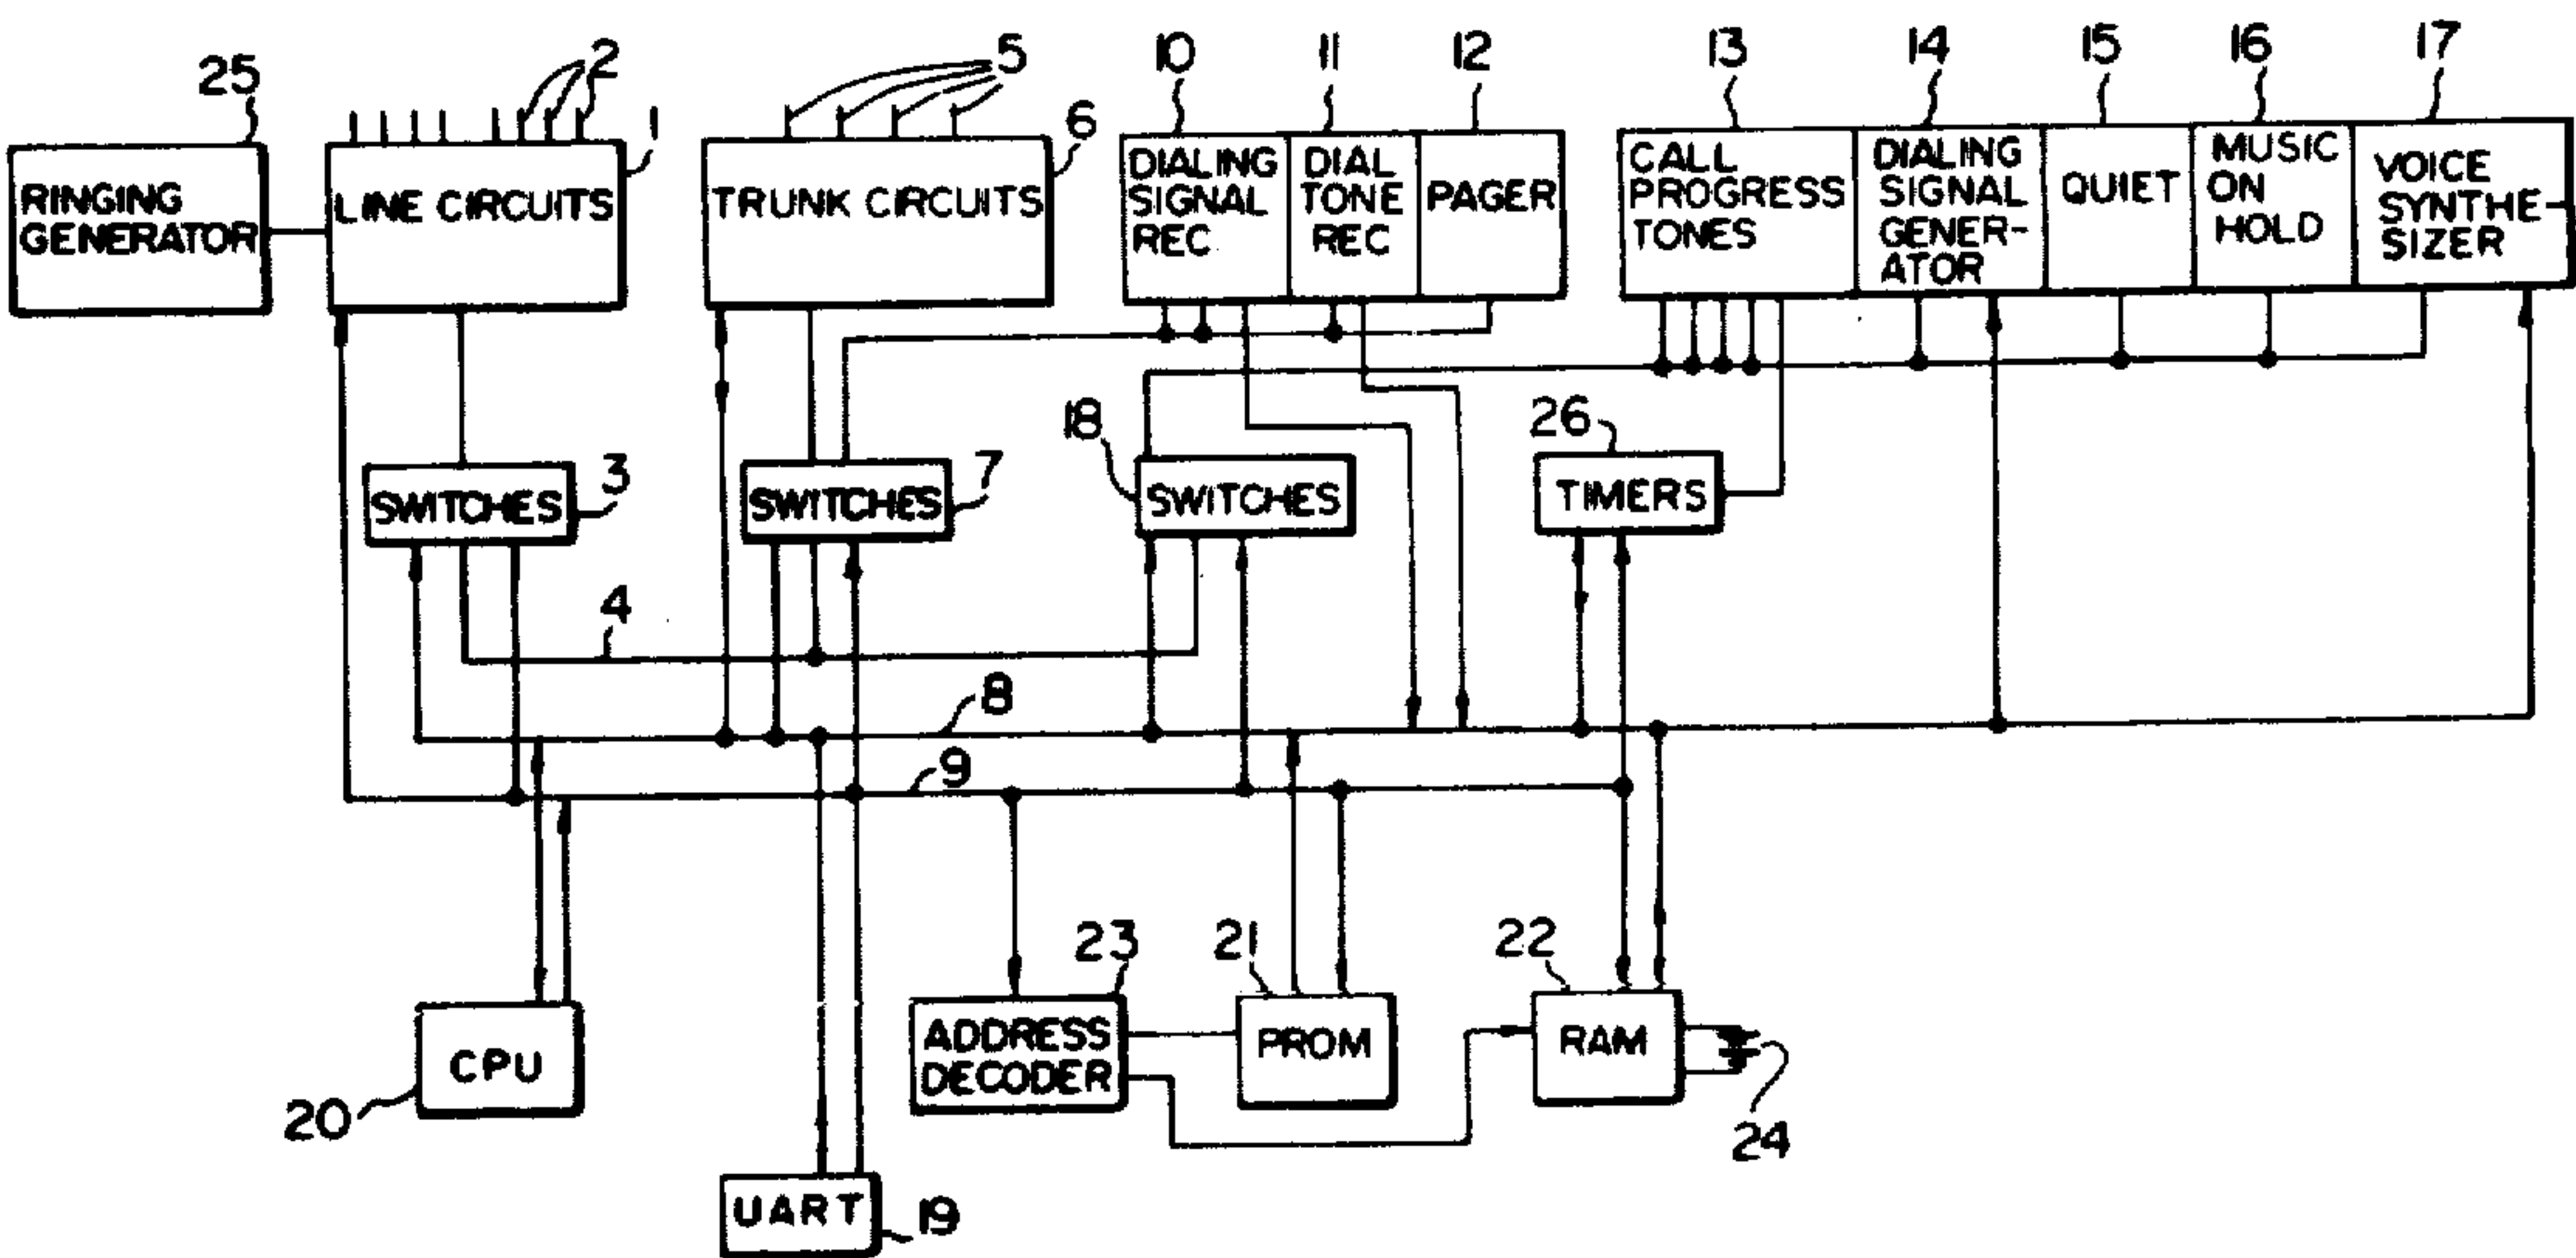 25
2
1
5
6
10
11
12
13
14
15
16
17
RINGING
GENERATOR
LINE CIRCUITS
TRUNK CIRCUITS
DIALING
SIGNAL
REC
DIAL
TONE
REC
PAGER
CALL
PROGRESS
TONES
DIALING
SIGNAL
GENER-
ATOR
QUIET
MUSIC
ON
HOLD
VOICE
SYNTHE-
SIZER
SWITCHES
3
SWITCHES
7
18
SWITCHES
26
TIMERS
4
8
9
CPU
20
UART
19
23
ADDRESS
DECODER
21
PROM
22
RAM
24